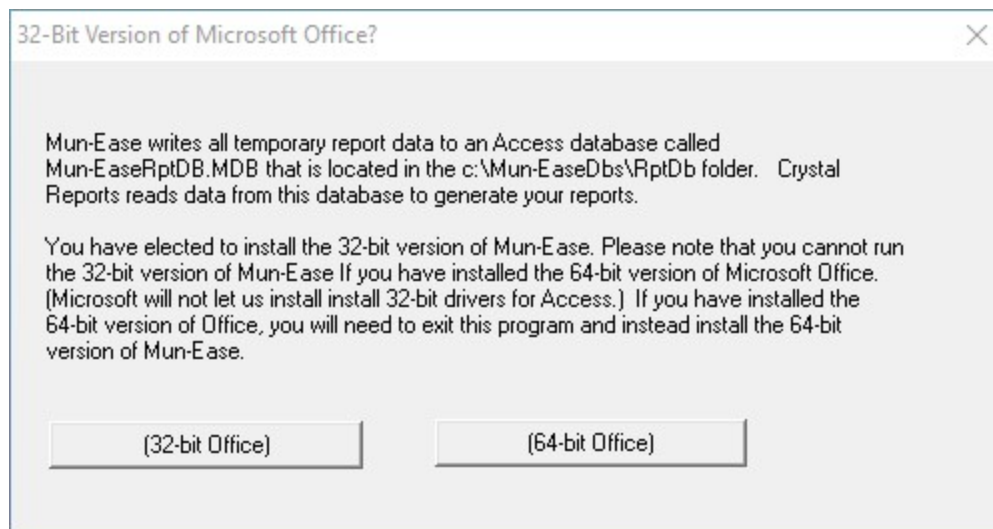 32-Bit Version of Microsoft Office?
Mun-Ease writes all temporary report data to an Access database called
Mun-EaseRptDB.MDB that is located in the c:\Mun-EaseDbs\RptDb folder.   Crystal
Reports reads data from this database to generate your reports.
You have elected to install the 32-bit version of Mun-Ease. Please note that you cannot run
the 32-bit version of Mun-Ease If you have installed the 64-bit version of Microsoft Office.
(Microsoft will not let us install install 32-bit drivers for Access.)  If you have installed the
64-bit version of Office, you will need to exit this program and instead install the 64-bit
version of Mun-Ease.
(32-bit Office)
(64-bit Office)